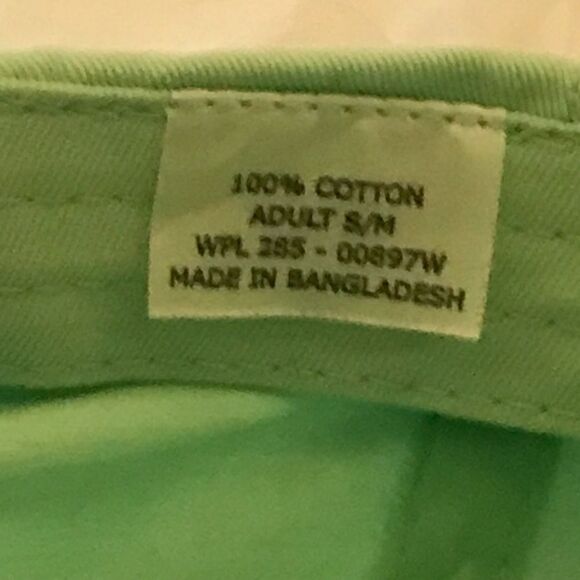 100% COTTON
ADULT S/M
WPL 285 - 00897W
MADE IN BANGLADESH